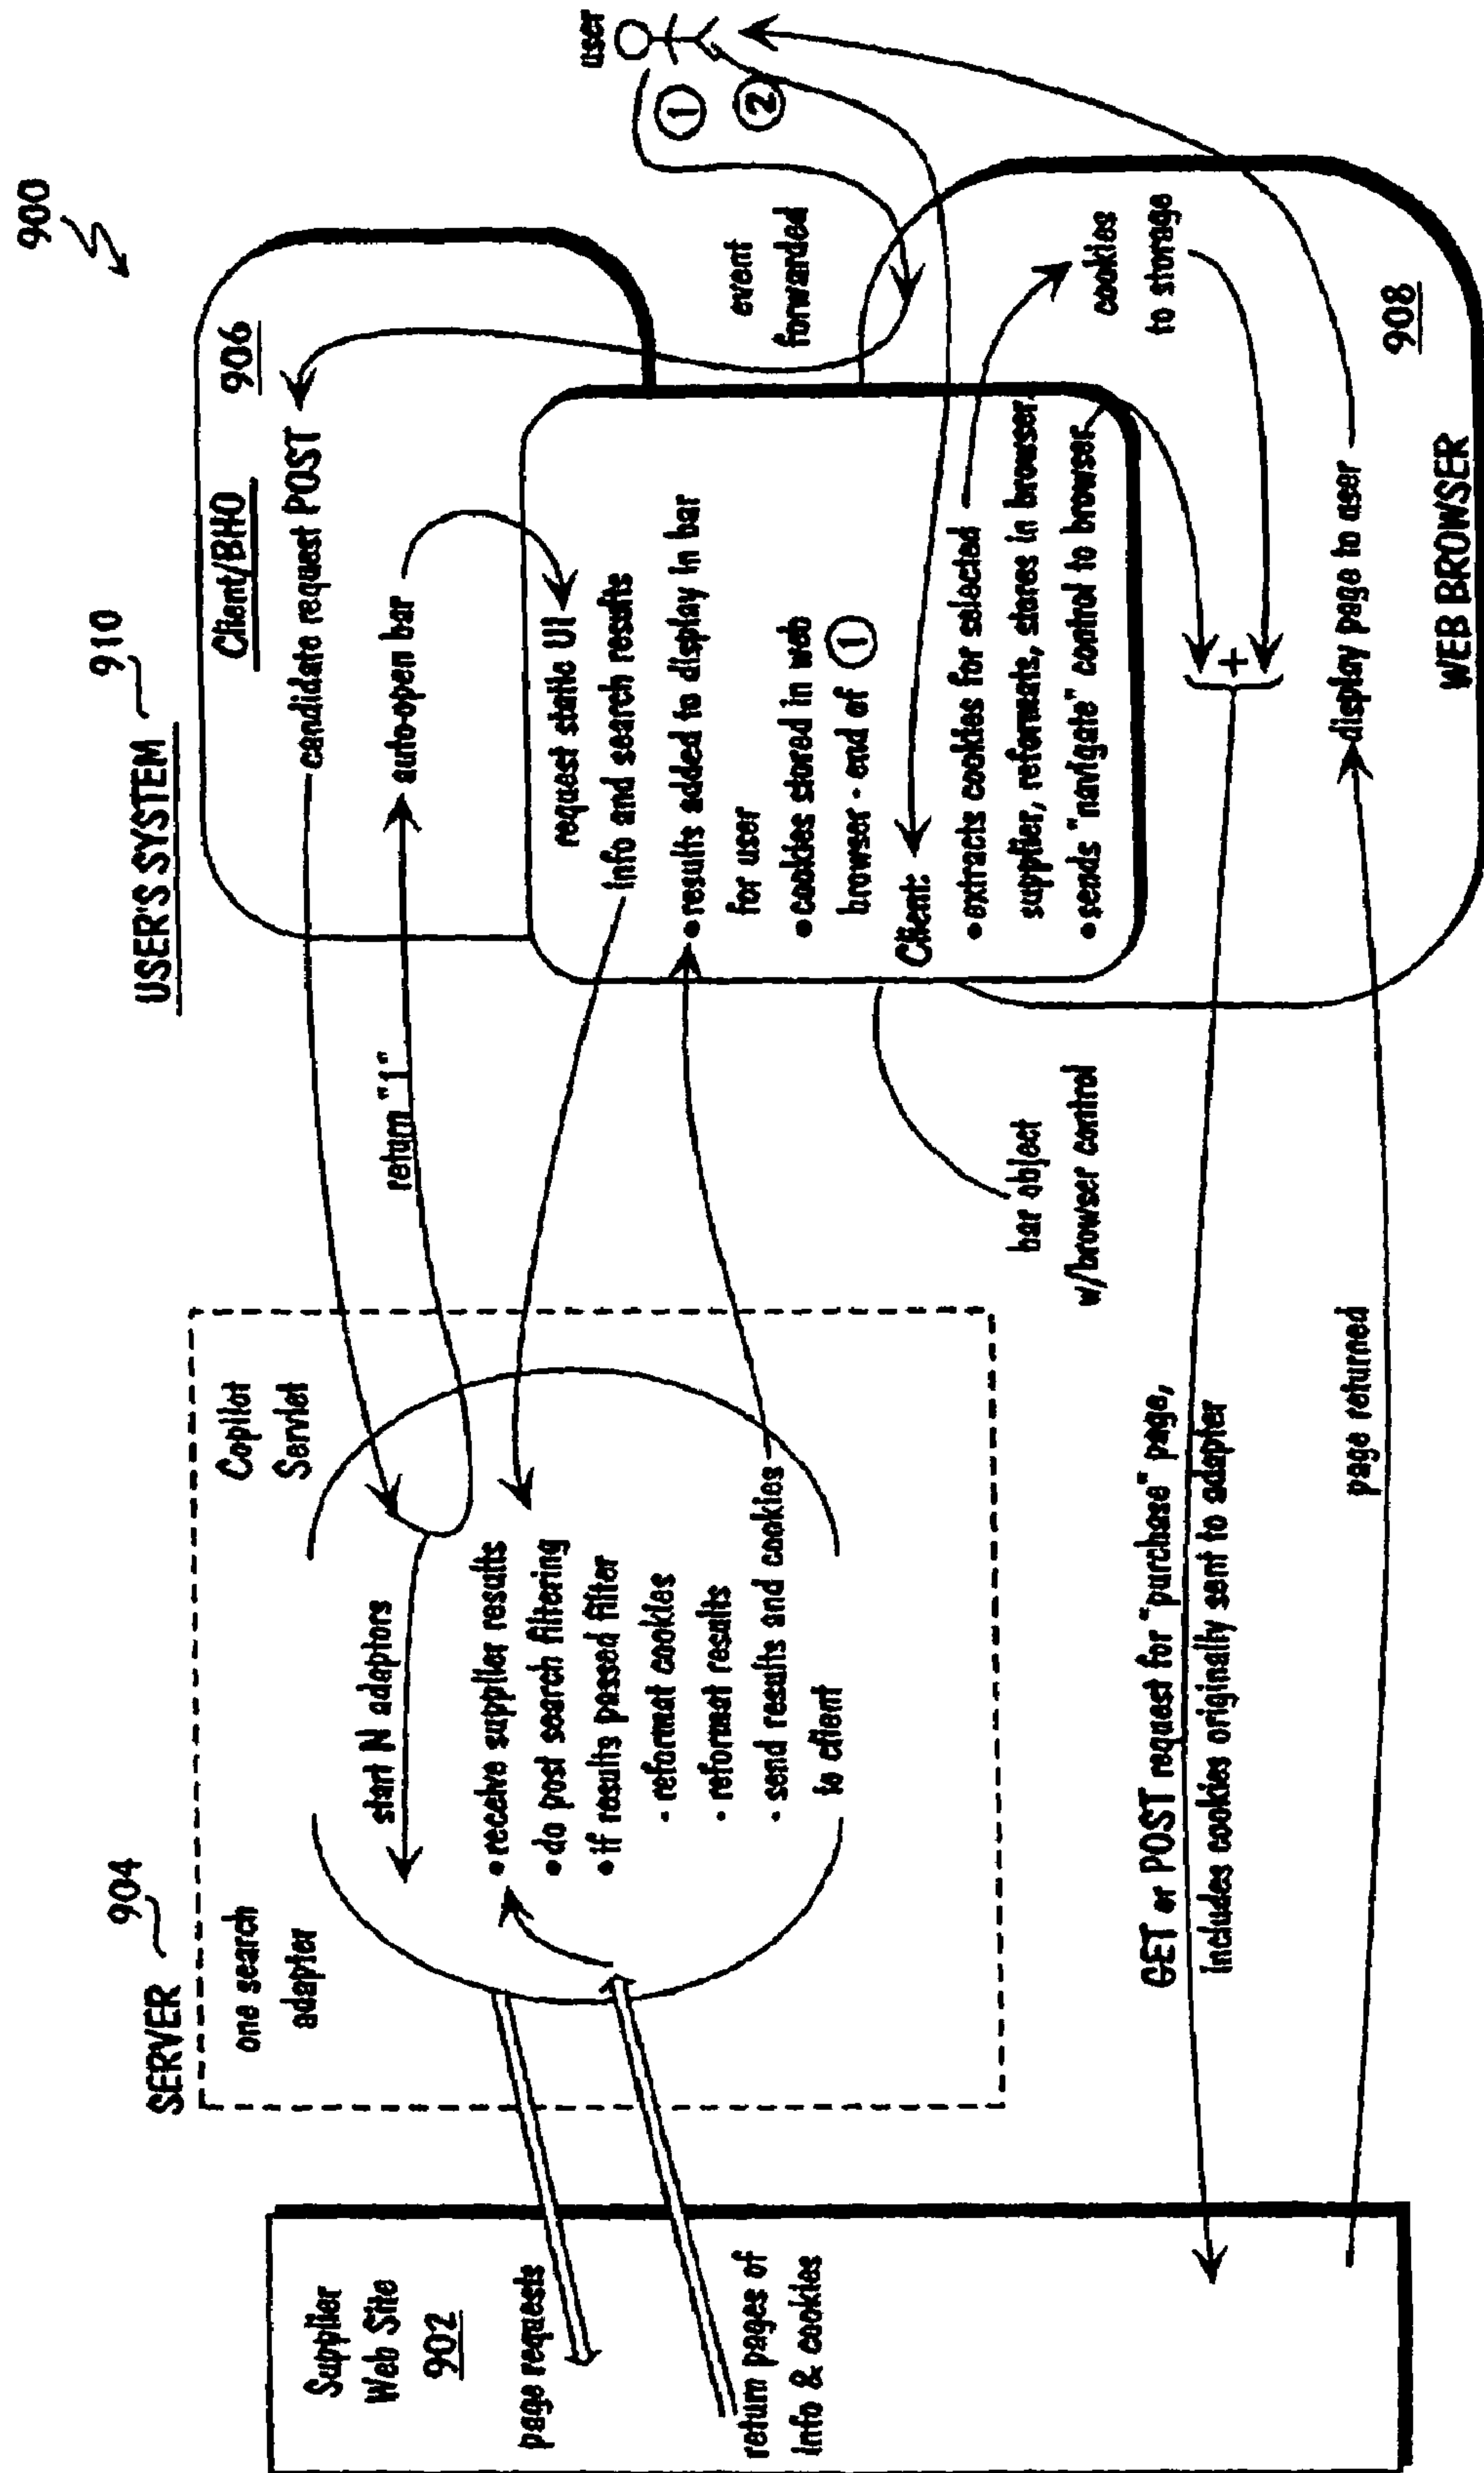 900
USER'S SYSTEM
910
SERVER
904
Supplier
Web Site
902
page requests
return pages of
info & cookies
one search
adapter
Copilot
Servlet
start N adaptors
• receive supplier results
• do post search filtering
• if results passed filter
- reformat cookies
- reformat results
- send results and cookies
to client
return "1"
Client/BHO
906
candidate request POST
auto-open bar
request static UI
info and search results
• results added to display in bar
for user
• cookies stored in web
browser - end of 1
Client:
• extracts cookies for selected
supplier, reformats, stores in browser
• sends "navigate" control to browser
bar object
w/browser control
event
forwarded
user
1
2
cookies
to storage
+
GET or POST request for "purchase" page,
includes cookies originally sent to adapter
page returned
display page to user
908
WEB BROWSER